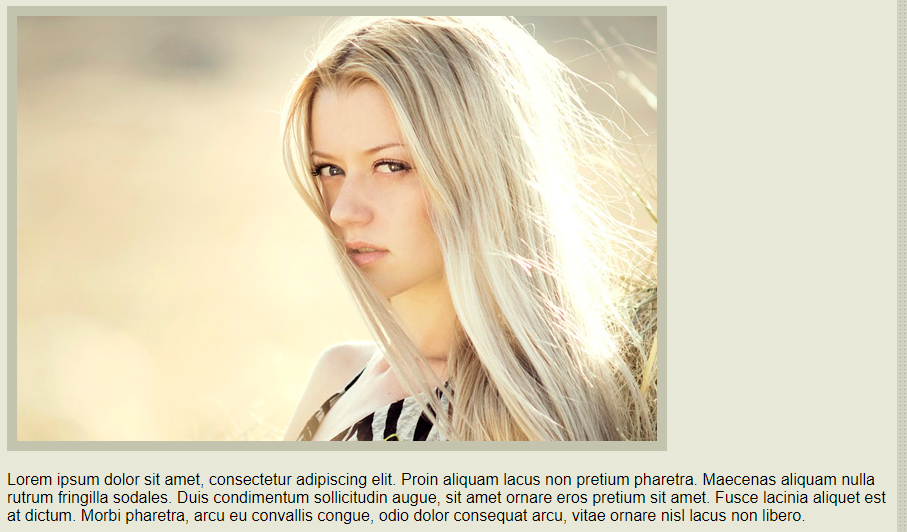 Lorem ipsum dolor sit amet, consectetur adipiscing elit. Proin aliquam lacus non pretium pharetra. Maecenas aliquam nulla
rutrum fringilla sodales. Duis condimentum sollicitudin augue, sit amet ornare eros pretium sit amet. Fusce lacinia aliquet est
at dictum. Morbi pharetra, arcu eu convallis congue, odio dolor consequat arcu, vitae ornare nisl lacus non libero.